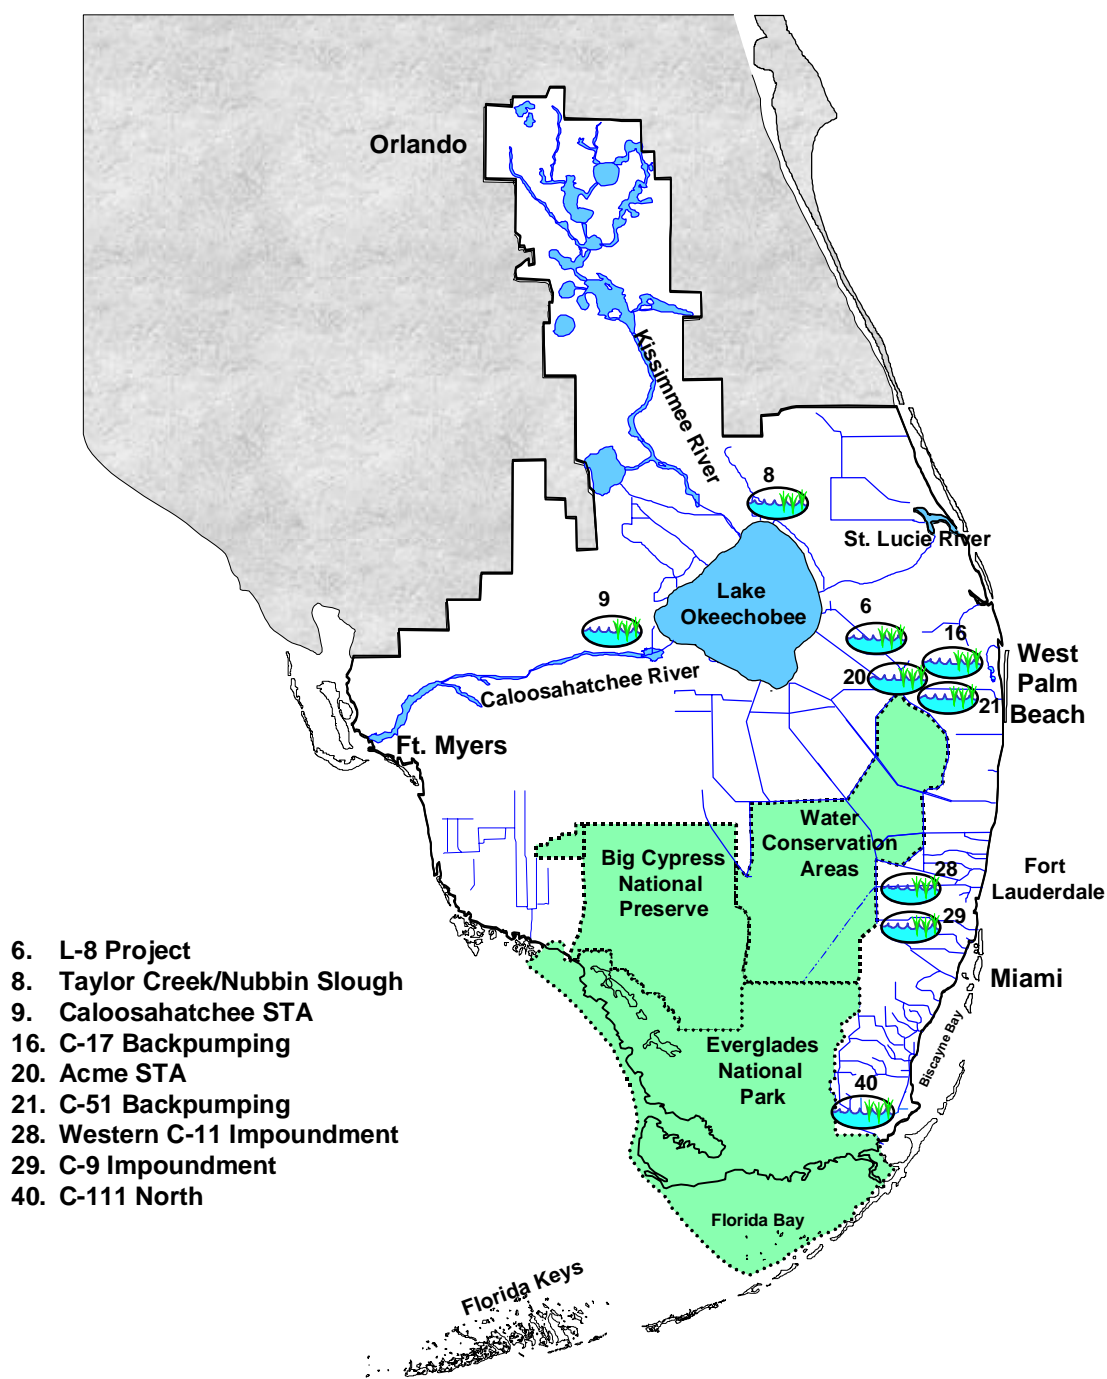 Orlando
Kissimmee River
8
St. Lucie River
Lake
Okeechobee
9
6
16
West
Palm
Beach
20
21
Caloosahatchee River
Ft. Myers
Water
Conservation
Areas
Big Cypress
National
Preserve
28
Fort
Lauderdale
29
Miami
6. L-8 Project
8. Taylor Creek/Nubbin Slough
9. Caloosahatchee STA
16. C-17 Backpumping
20. Acme STA
21. C-51 Backpumping
28. Western C-11 Impoundment
29. C-9 Impoundment
40. C-111 North
Everglades
National
Park
Biscayne Bay
40
Florida Bay
Florida Keys